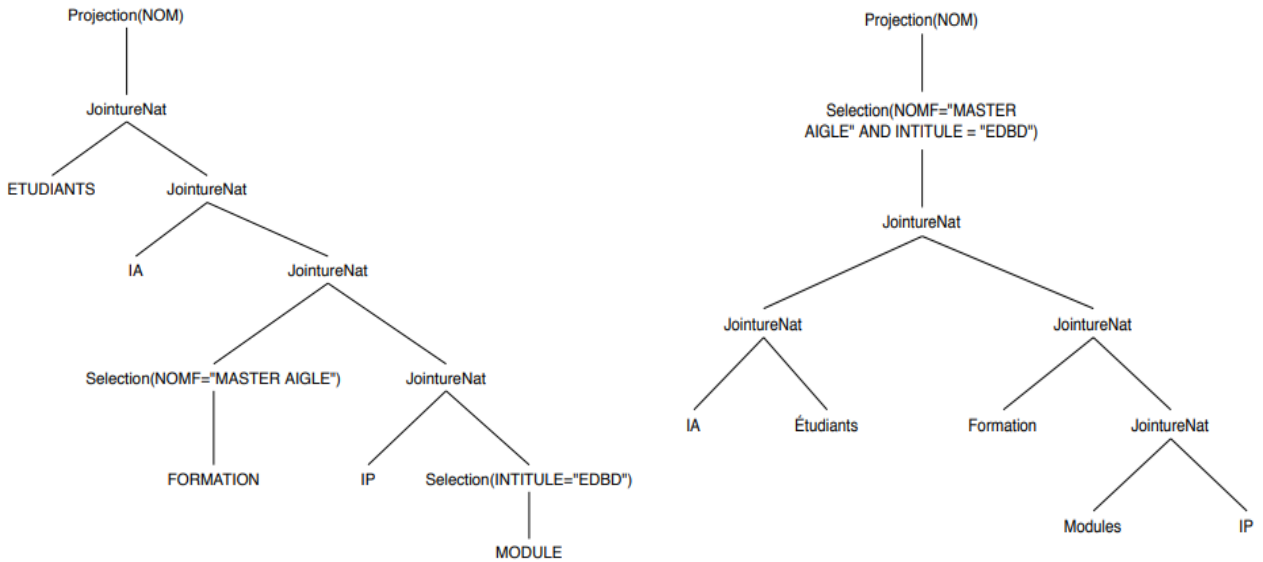 Projection(NOM)
JointureNat
ETUDIANTS
JointureNat
IA
JointureNat
Selection(NOMF="MASTER AIGLE")
JointureNat
FORMATION
IP
Selection(INTITULE="EDBD")
MODULE
Projection(NOM)
Selection(NOMF="MASTER
AIGLE" AND INTITULE = "EDBD")
JointureNat
JointureNat
JointureNat
IA
Étudiants
Formation
JointureNat
Modules
IP